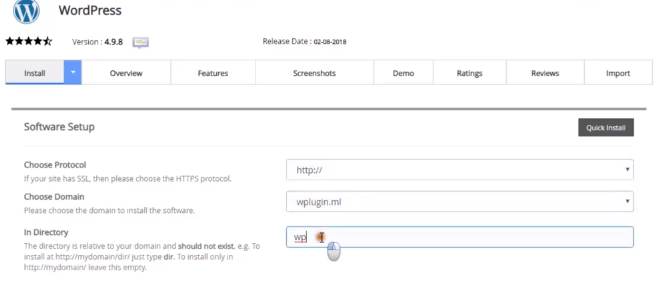 WordPress
Version : 4.9.8
Release Date : 02-08-2018
Install Overview Features Screenshots Demo Ratings Reviews Import
Software Setup
Quick Install
Choose Protocol
If your site has SSL, then please choose the HTTPS protocol.
http://
Choose Domain
Please choose the domain to install the software.
wplugin.ml
In Directory
The directory is relative to your domain and should not exist. e.g. To
install at http://mydomain/dir/ just type dir. To install only in
http://mydomain/ leave this empty.
wp